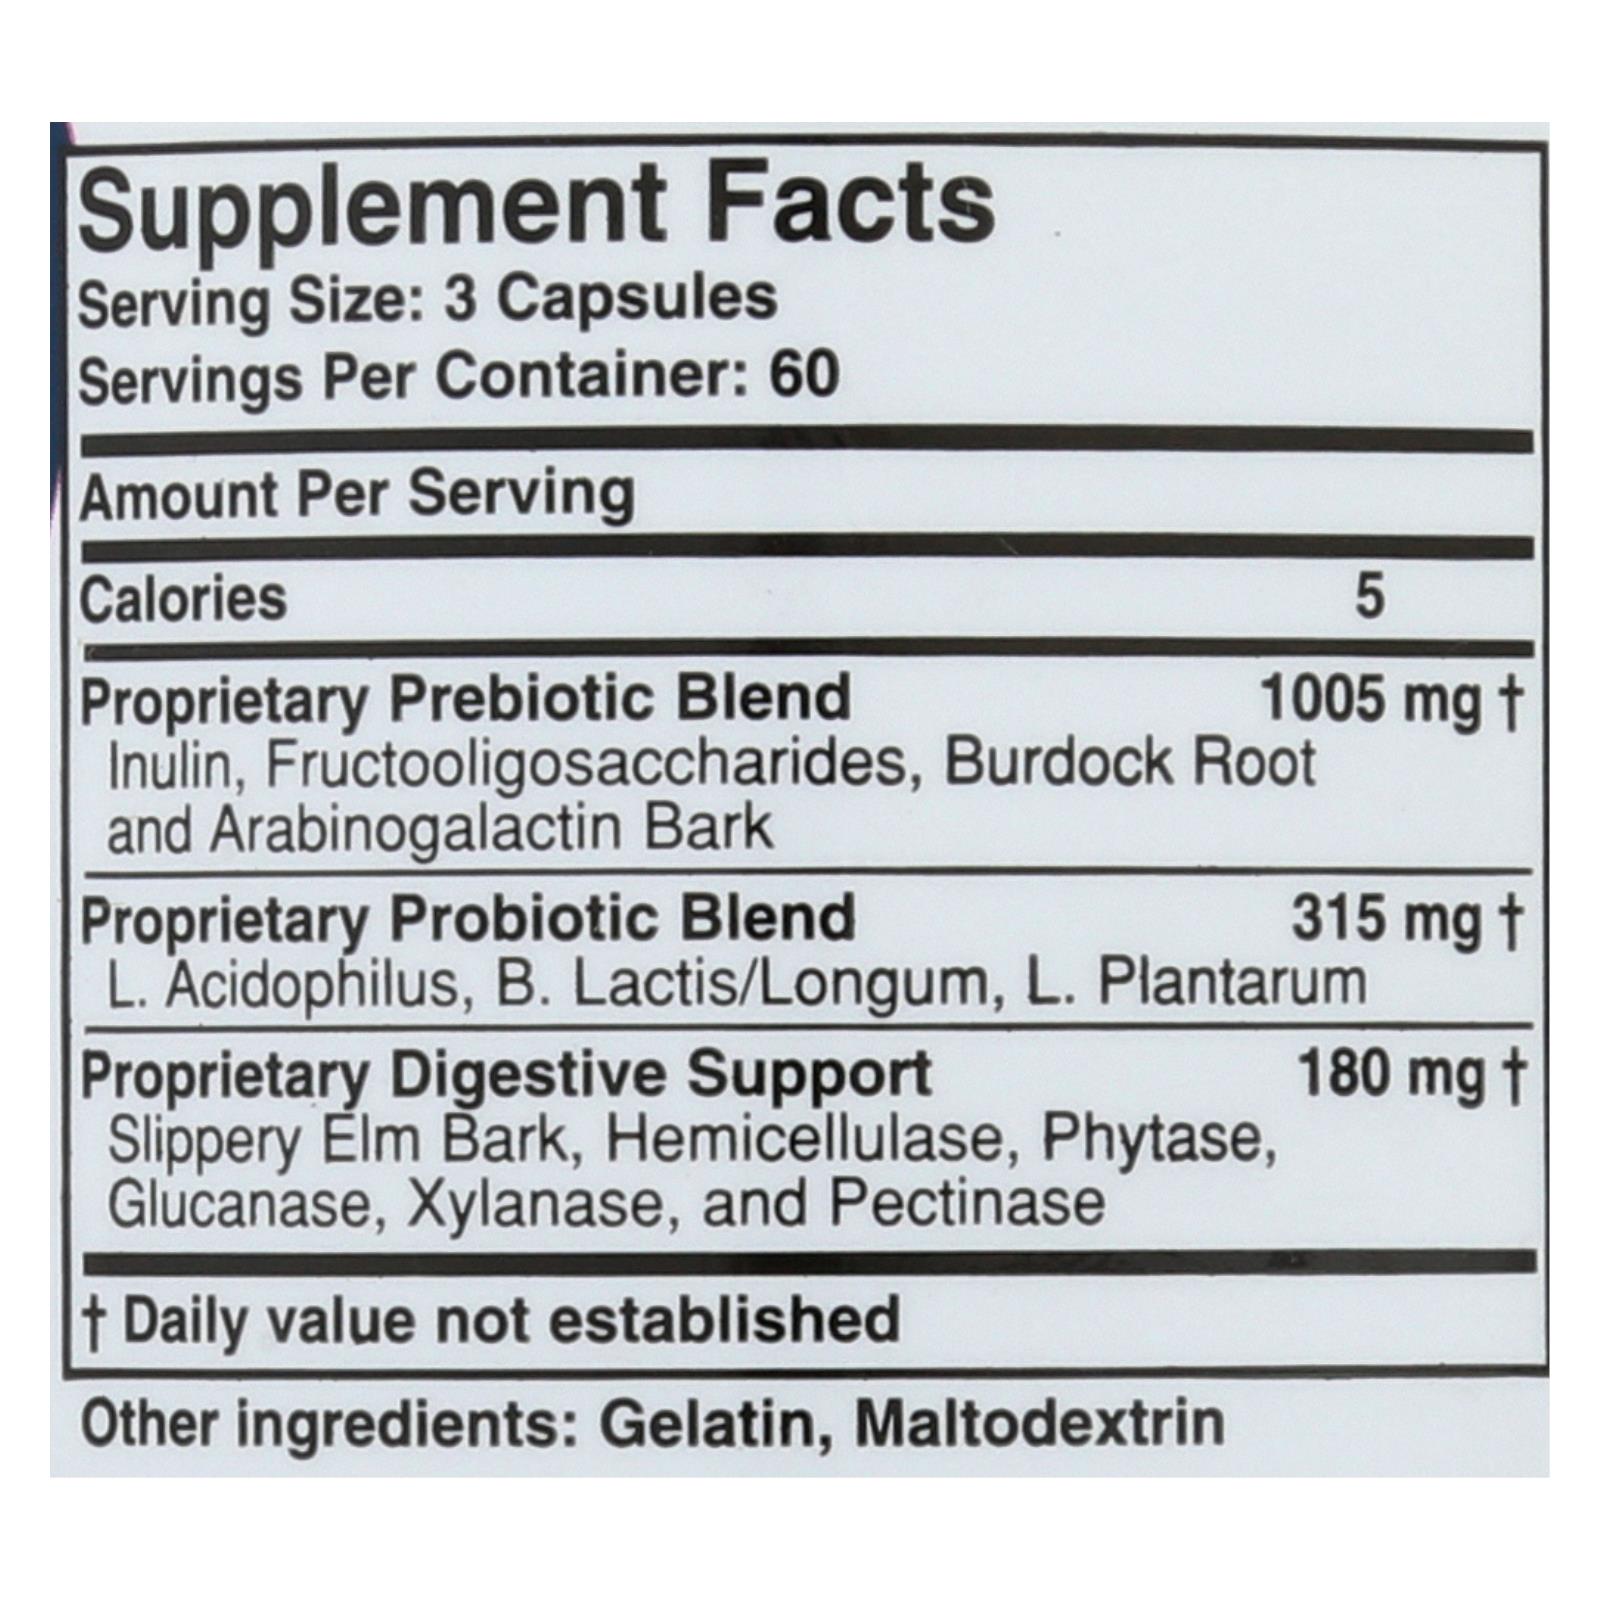 Supplement Facts
Serving Size: 3 Capsules
Servings Per Container: 60
Amount Per Serving
Calories 5
Proprietary Prebiotic Blend 1005 mg †
Inulin, Fructooligosaccharides, Burdock Root
and Arabinogalactin Bark
Proprietary Probiotic Blend 315 mg †
L. Acidophilus, B. Lactis/Longum, L. Plantarum
Proprietary Digestive Support 180 mg †
Slippery Elm Bark, Hemicellulase, Phytase,
Glucanase, Xylanase, and Pectinase
† Daily value not established
Other ingredients: Gelatin, Maltodextrin